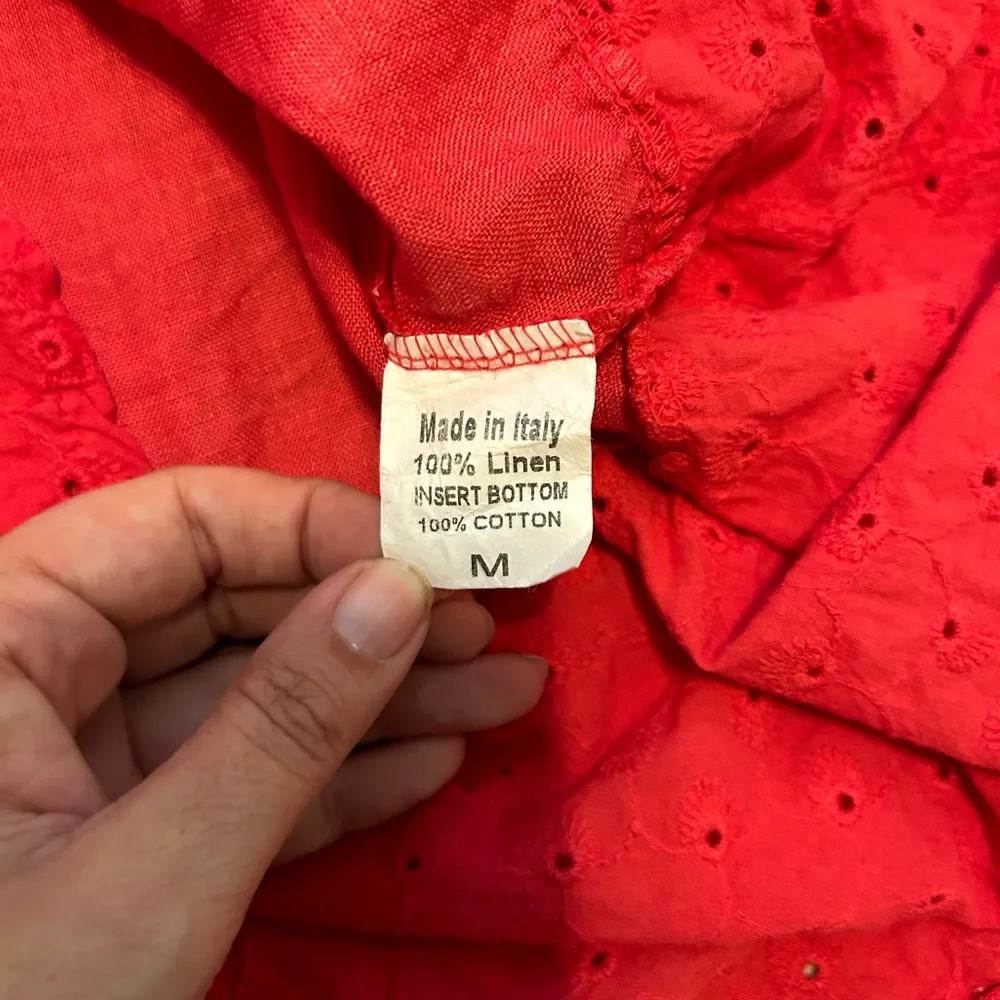 Made in Italy
100% Linen
INSERT BOTTOM
100% COTTON
M